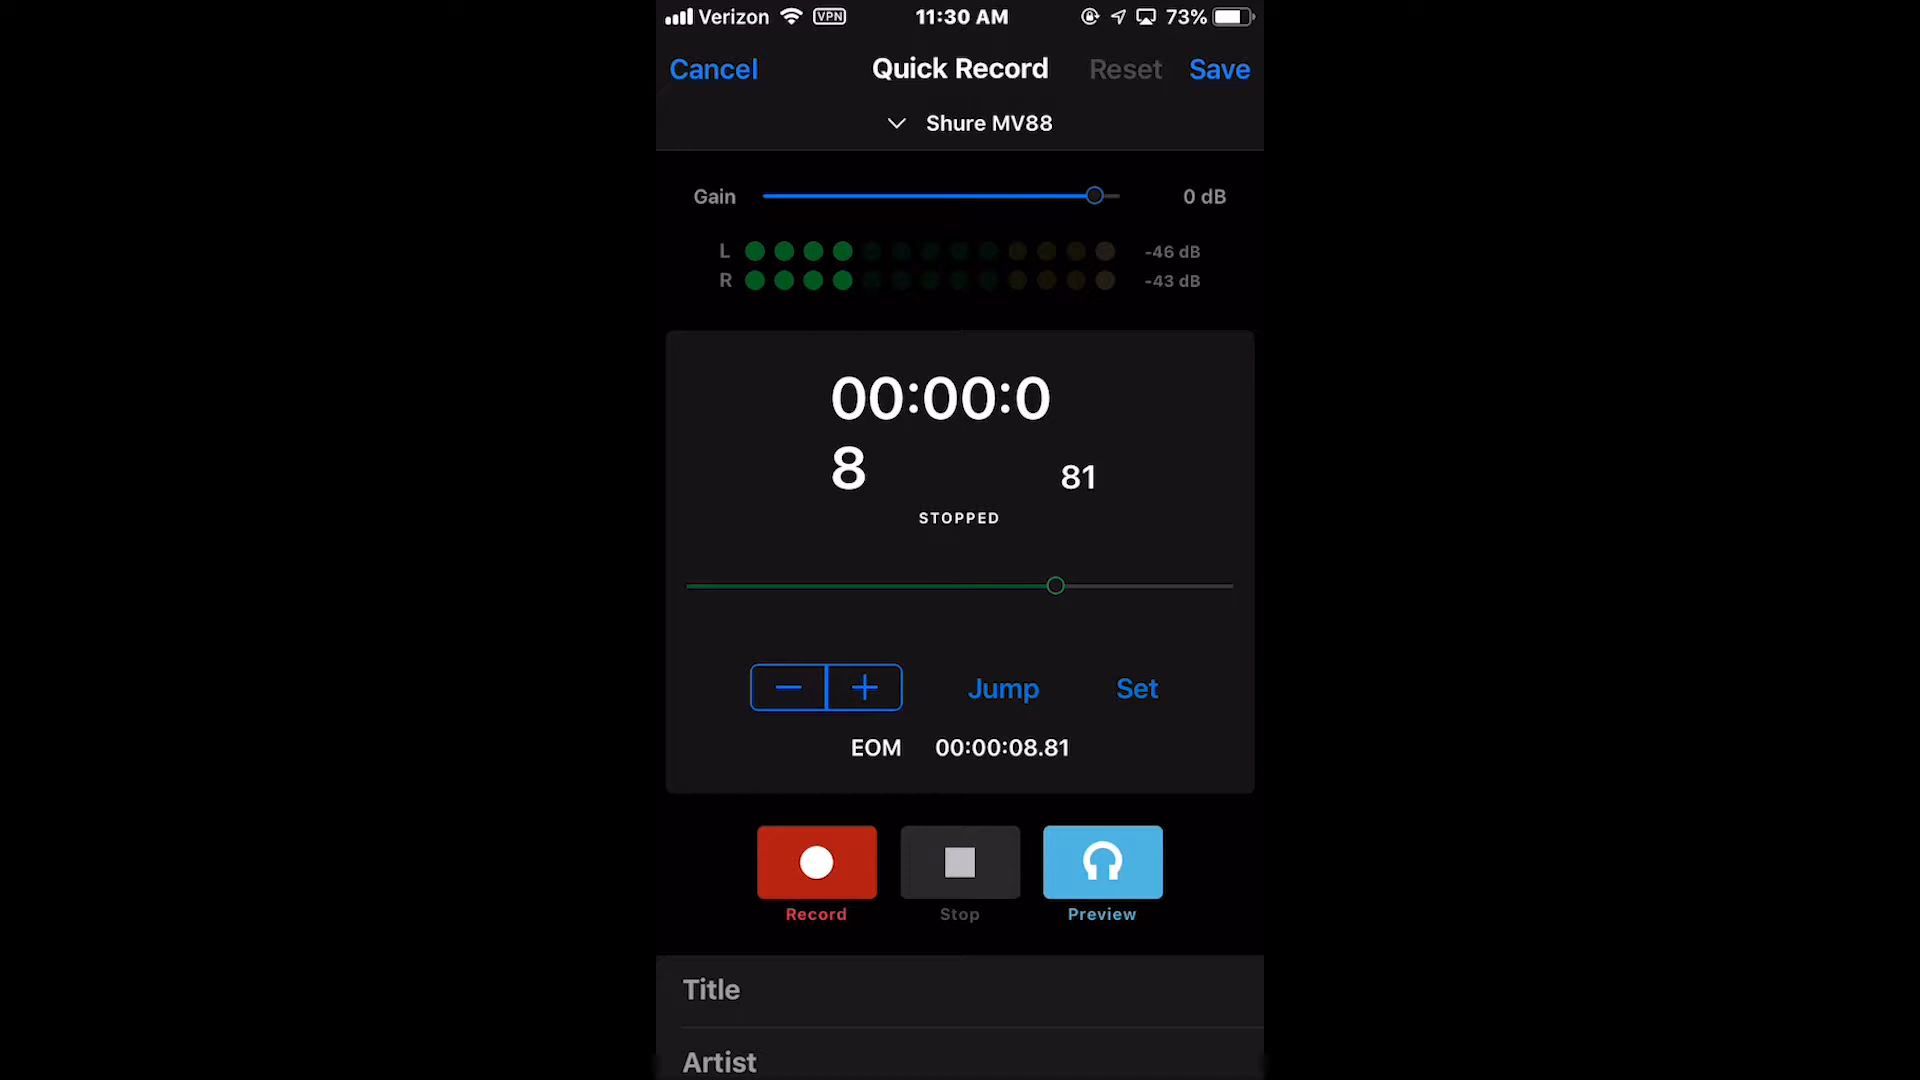 Verizon VPN 11:30 AM 73%
Cancel Quick Record Reset Save
Shure MV88
Gain 0 dB
L -46 dB
R -43 dB
00:00:0
8 81
STOPPED
Jump Set
EOM 00:00:08.81
Record Stop Preview
Title
Artist